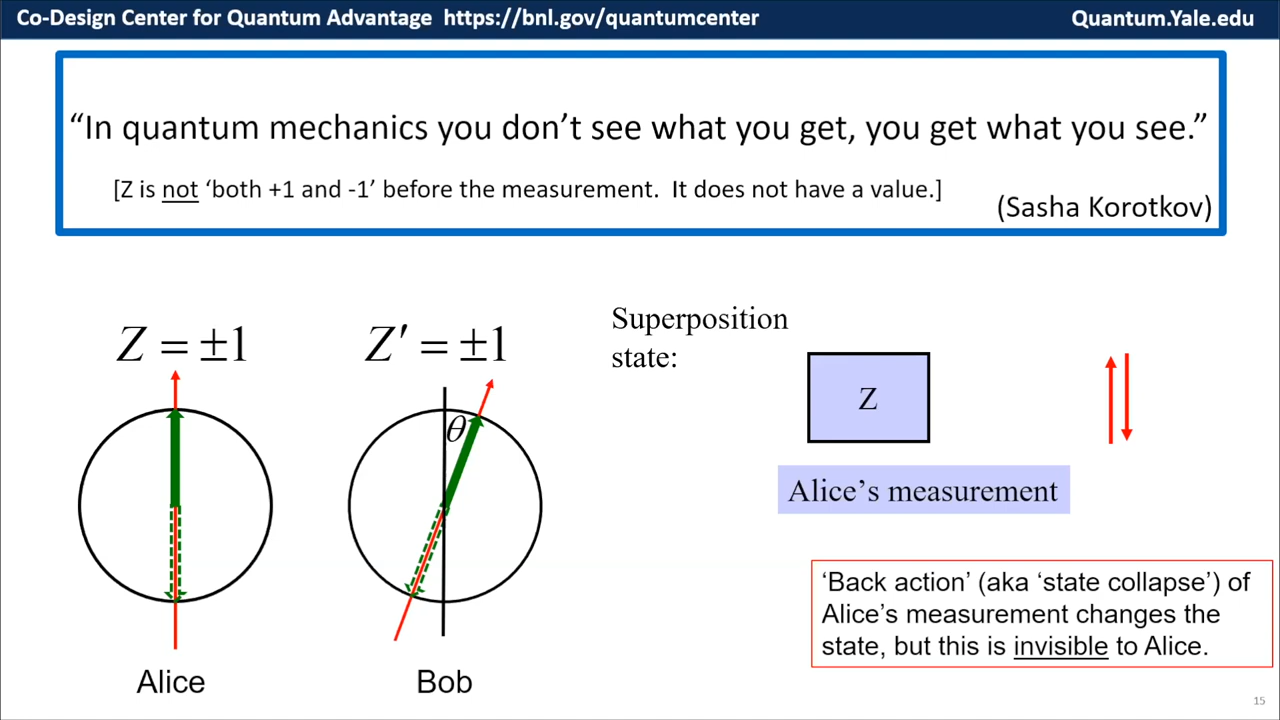 Co-Design Center for Quantum Advantage https://bnl.gov/quantumcenter
Quantum.Yale.edu
“In quantum mechanics you don’t see what you get, you get what you see.”
[Z is not ‘both +1 and -1’ before the measurement. It does not have a value.]
(Sasha Korotkov)
Z = ±1
Z′ = ±1
θ
Alice
Bob
Superposition
state:
Z
Alice’s measurement
‘Back action’ (aka ‘state collapse’) of
Alice’s measurement changes the
state, but this is invisible to Alice.
15